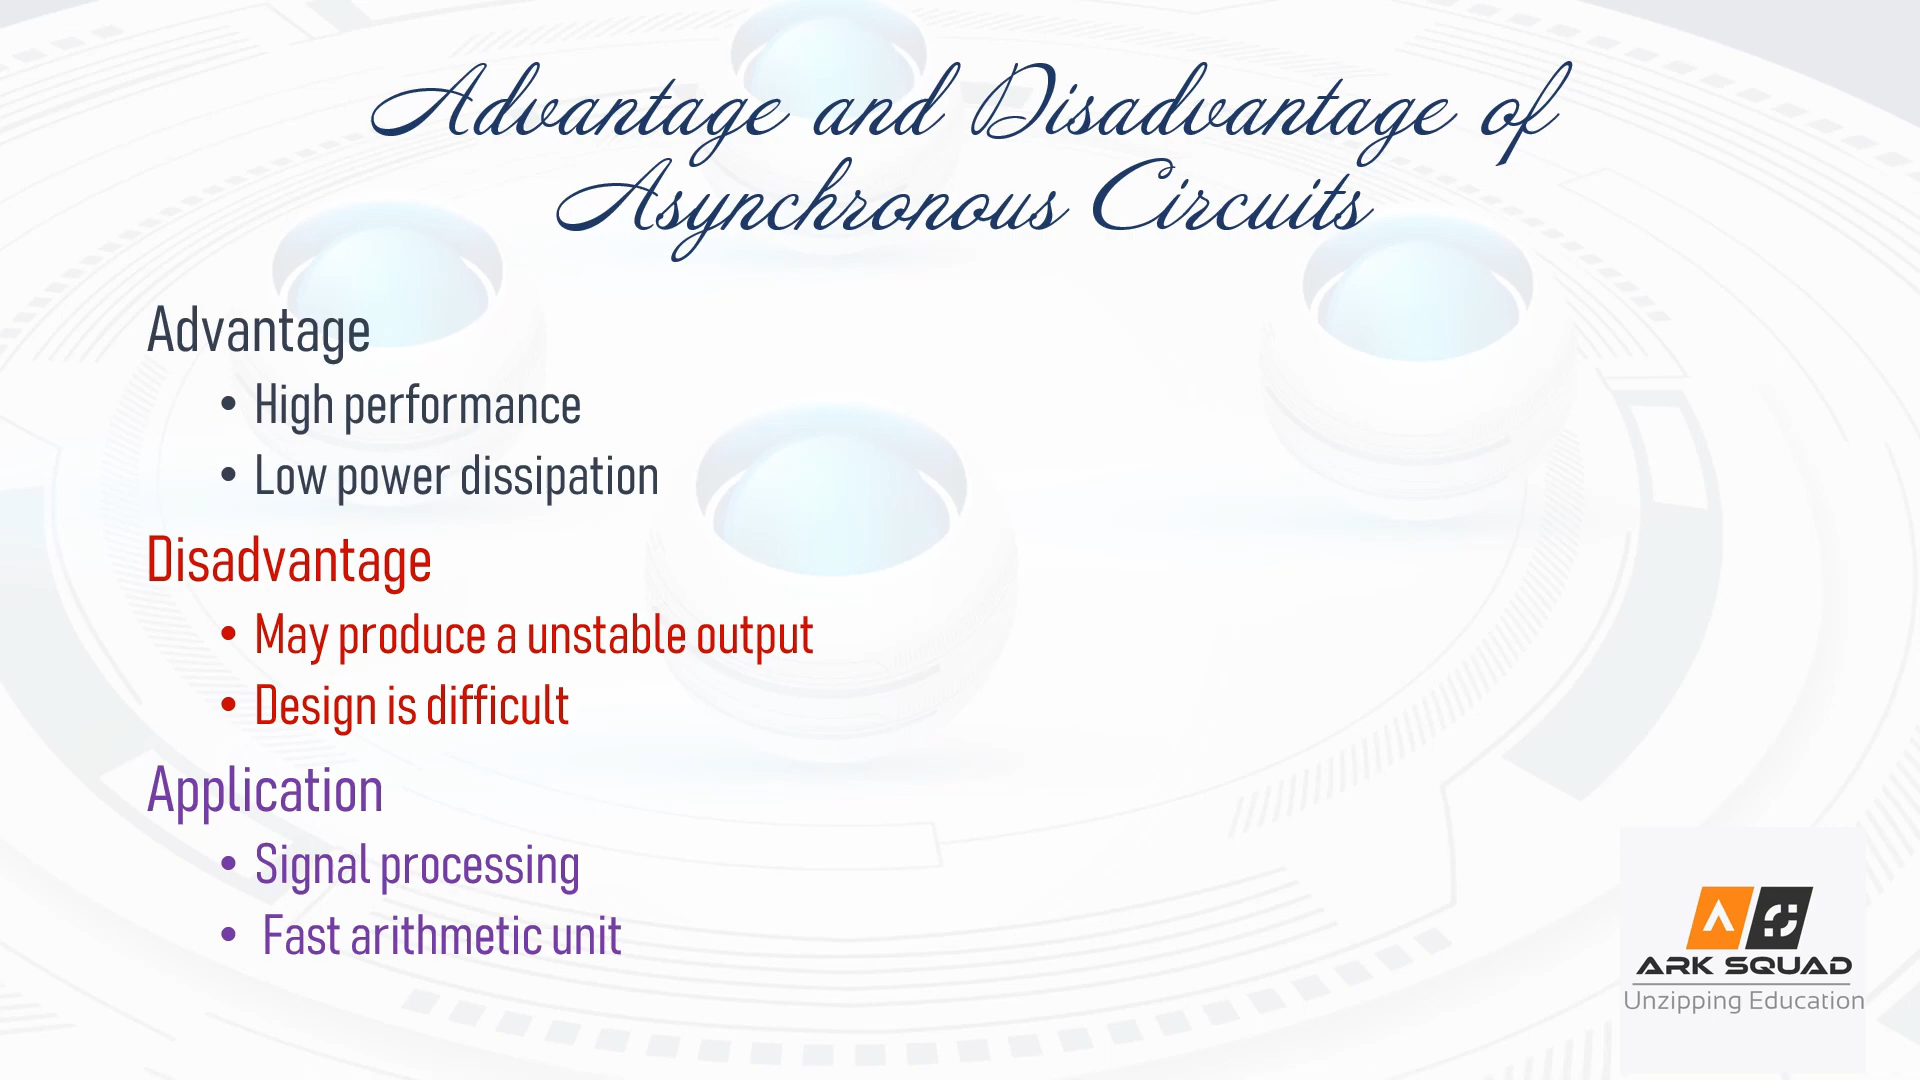 Advantage and Disadvantage of
Asynchronous Circuits
Advantage
• High performance
• Low power dissipation
Disadvantage
• May produce a unstable output
• Design is difficult
Application
• Signal processing
• Fast arithmetic unit
ARK SQUAD
Unzipping Education